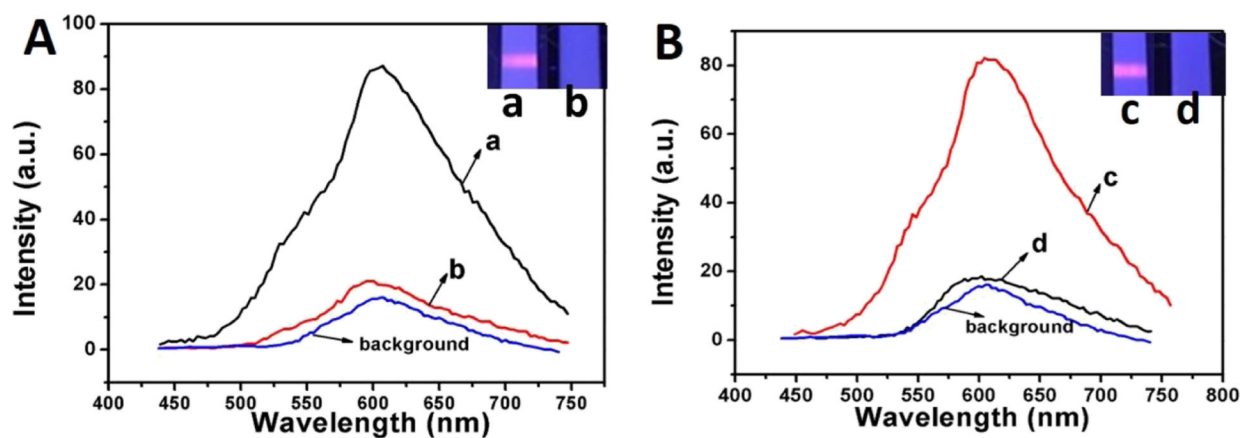 A
Intensity (a.u.)
100
80
60
40
20
0
a
b
a
b
background
400 450 500 550 600 650 700 750
Wavelength (nm)
B
Intensity (a.u.)
80
60
40
20
0
c
d
c
d
background
400 450 500 550 600 650 700 750 800
Wavelength (nm)